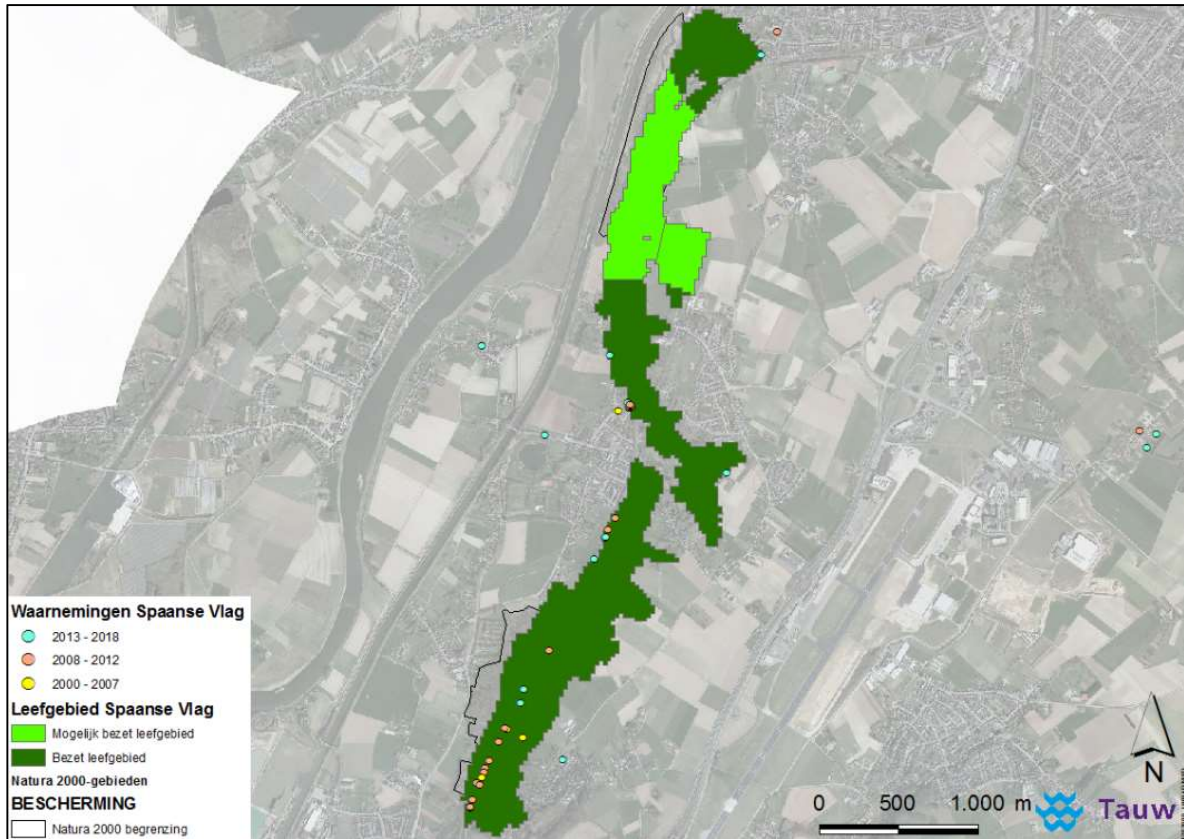 Waarnemingen Spaanse Vlag
2013 - 2018
2008 - 2012
2000 - 2007
Leefgebied Spaanse Vlag
Mogelijk bezet leefgebied
Bezet leefgebied
Natura 2000-gebieden
BESCHERMING
Natura 2000 begrenzing
N
0 500 1.000 m
Tauw